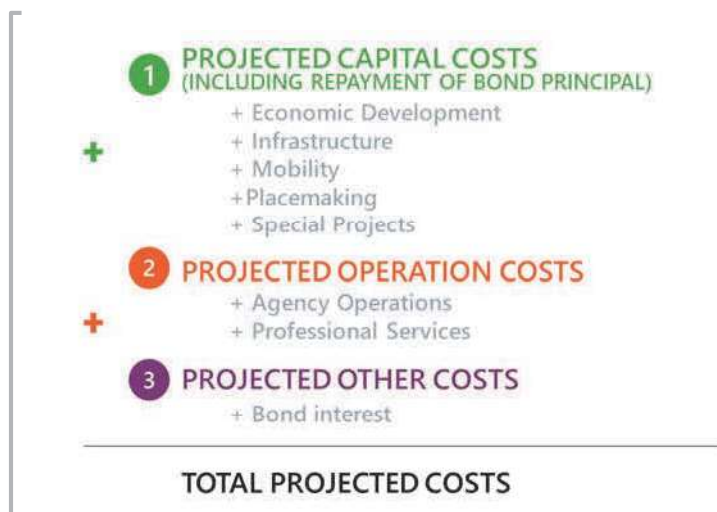 1 PROJECTED CAPITAL COSTS
(INCLUDING REPAYMENT OF BOND PRINCIPAL)
+ Economic Development
+ Infrastructure
+ Mobility
+Placemaking
+ Special Projects
+
2 PROJECTED OPERATION COSTS
+ Agency Operations
+ Professional Services
+
3 PROJECTED OTHER COSTS
+ Bond interest
TOTAL PROJECTED COSTS